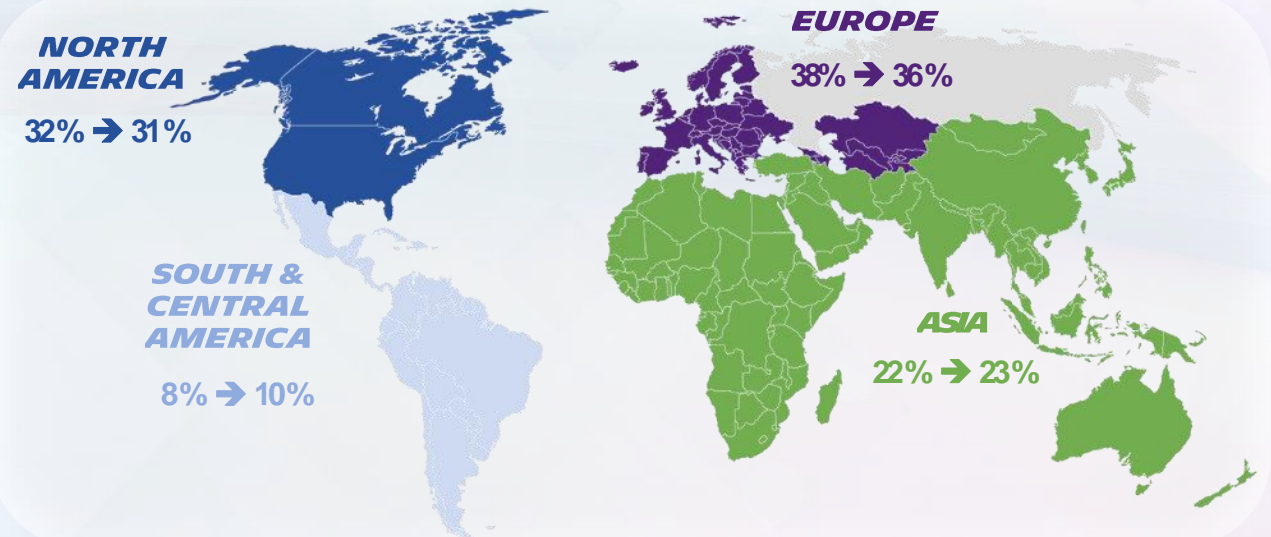 NORTH
AMERICA
32% ➔ 31%
EUROPE
38% ➔ 36%
SOUTH &
CENTRAL
AMERICA
8% ➔ 10%
ASIA
22% ➔ 23%